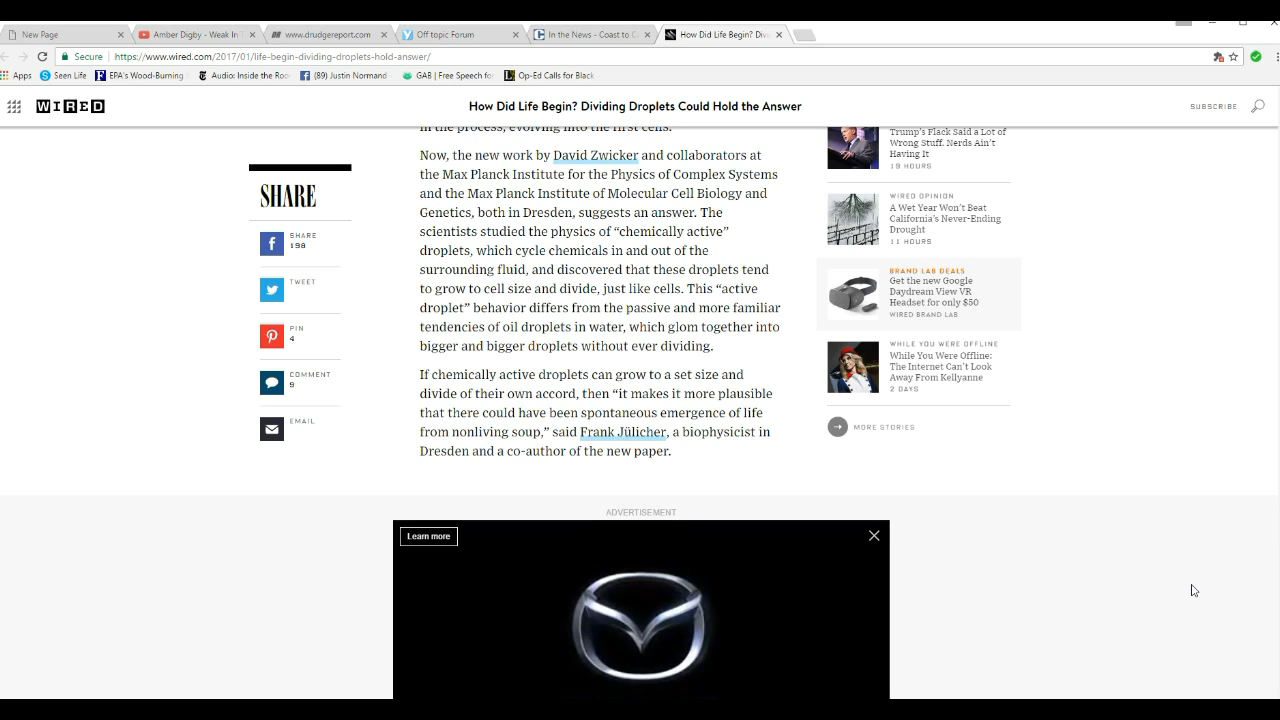 New Page
Amber Digby - Weak In T
www.drudgereport.com
Off topic Forum
In the News - Coast to C
How Did Life Begin? Divi
Secure
https://www.wired.com/2017/01/life-begin-dividing-droplets-hold-answer/
Apps
Seen Life
EPA's Wood-Burning
Audio: Inside the Roo
(89) Justin Normand
GAB | Free Speech fo
Op-Ed Calls for Black
WIRED
How Did Life Begin? Dividing Droplets Could Hold the Answer
SUBSCRIBE
SHARE
SHARE
198
TWEET
PIN
4
COMMENT
9
EMAIL
in the process, evolving into the first cells.
Now, the new work by David Zwicker and collaborators at
the Max Planck Institute for the Physics of Complex Systems
and the Max Planck Institute of Molecular Cell Biology and
Genetics, both in Dresden, suggests an answer. The
scientists studied the physics of “chemically active”
droplets, which cycle chemicals in and out of the
surrounding fluid, and discovered that these droplets tend
to grow to cell size and divide, just like cells. This “active
droplet” behavior differs from the passive and more familiar
tendencies of oil droplets in water, which glom together into
bigger and bigger droplets without ever dividing.
If chemically active droplets can grow to a set size and
divide of their own accord, then “it makes it more plausible
that there could have been spontaneous emergence of life
from nonliving soup,” said Frank Jülicher, a biophysicist in
Dresden and a co-author of the new paper.
Trump's Flack Said a Lot of
Wrong Stuff. Nerds Ain't
Having It
19 HOURS
WIRED OPINION
A Wet Year Won't Beat
California's Never-Ending
Drought
11 HOURS
BRAND LAB DEALS
Get the new Google
Daydream View VR
Headset for only $50
WIRED BRAND LAB
WHILE YOU WERE OFFLINE
While You Were Offline:
The Internet Can't Look
Away From Kellyanne
2 DAYS
MORE STORIES
ADVERTISEMENT
Learn more